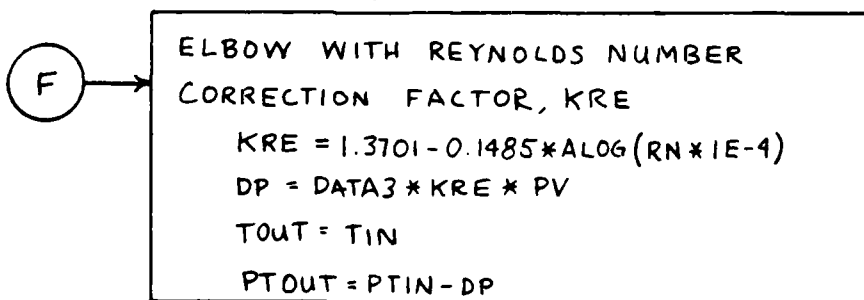 F
ELBOW WITH REYNOLDS NUMBER
CORRECTION FACTOR, KRE
KRE = 1.3701-0.1485*ALOG(RN*1E-4)
DP = DATA3*KRE*PV
TOUT = TIN
PTOUT = PTIN-DP